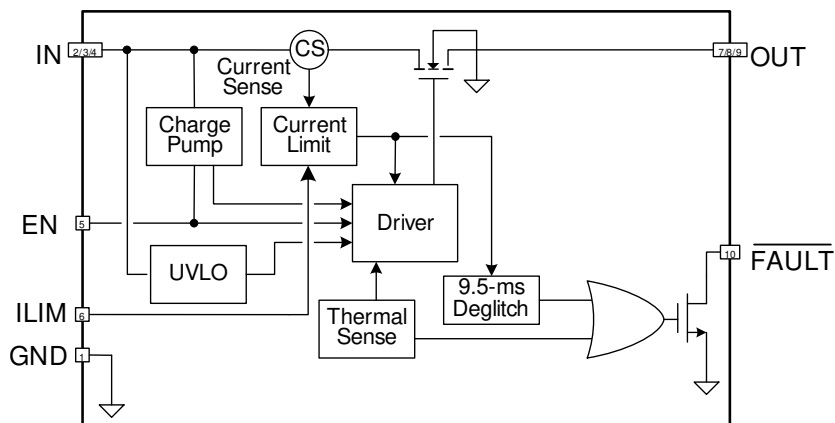 IN
2/3/4
CS
7/8/9
OUT
Current
Sense
Charge
Pump
Current
Limit
EN
5
Driver
UVLO
10
FAULT
9.5-ms
Deglitch
ILIM
6
Thermal
Sense
GND
1